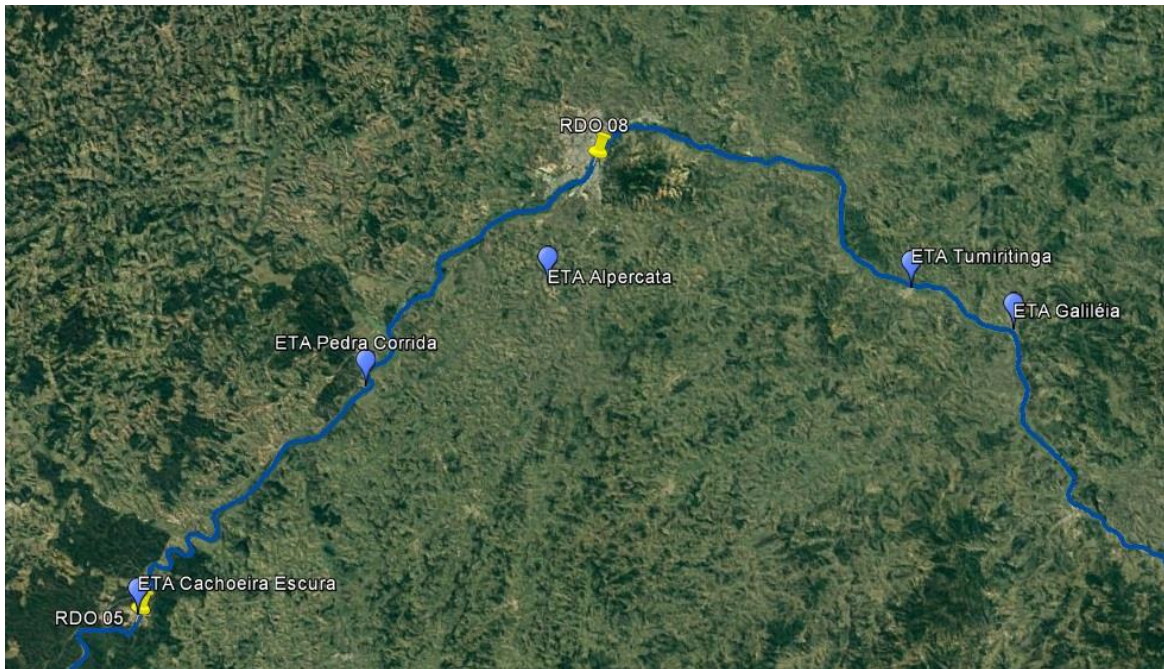 RDO 08
ETA Tumiritinga
ETA Alpercata
ETA Galiléia
ETA Pedra Corrida
ETA Cachoeira Escura
RDO 05